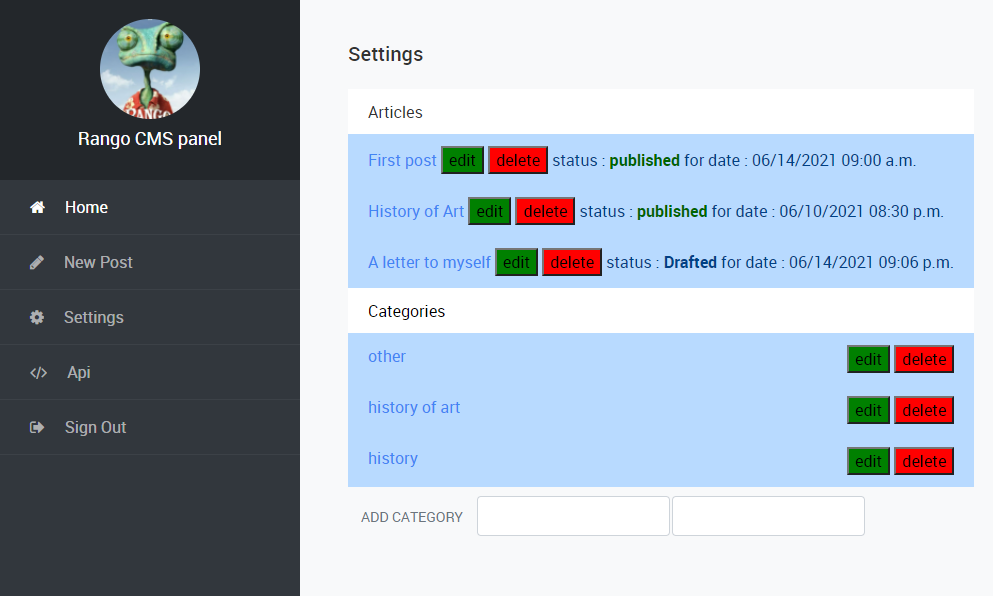 RANGO
Rango CMS panel
Home
New Post
Settings
Api
Sign Out
Settings
Articles
First post edit delete status : published for date : 06/14/2021 09:00 a.m.
History of Art edit delete status : published for date : 06/10/2021 08:30 p.m.
A letter to myself edit delete status : Drafted for date : 06/14/2021 09:06 p.m.
Categories
other edit delete
history of art edit delete
history edit delete
ADD CATEGORY